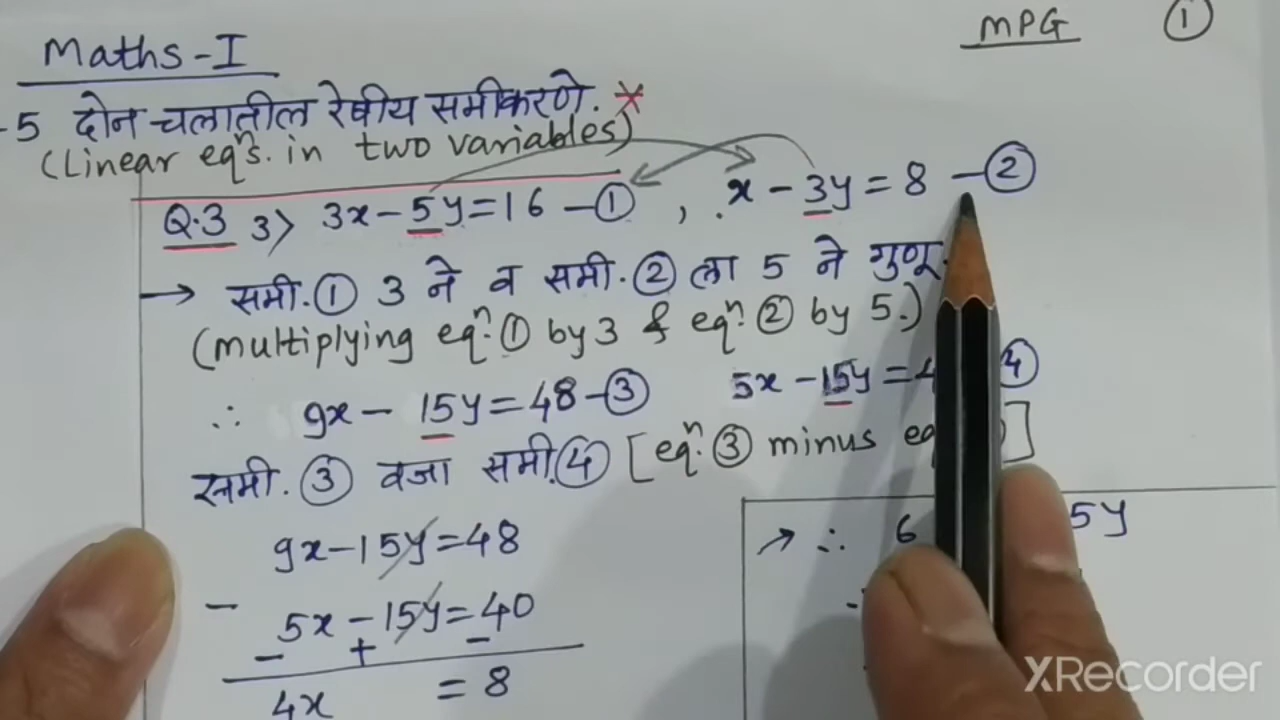 MPG ①
Maths-I
-5 दोन चलातील रेषीय समीकरणे. *
(Linear eqⁿs. in two variables)
Q.3 3> 3x-5y=16-① , x-3y=8-②
→ समी.① 3 ने व समी.② ला 5 ने गुणू.
(multiplying eqⁿ.① by 3 & eqⁿ.② by 5.)
∴ 9x-15y=48-③ 5x-15y=4 ④
समी. ③ वजा समी.④ [eqⁿ.③ minus ]
9x-15y=48
- 5x-15y=40
- + -
4x =8
→ ∴ 6 5y
XRecorder